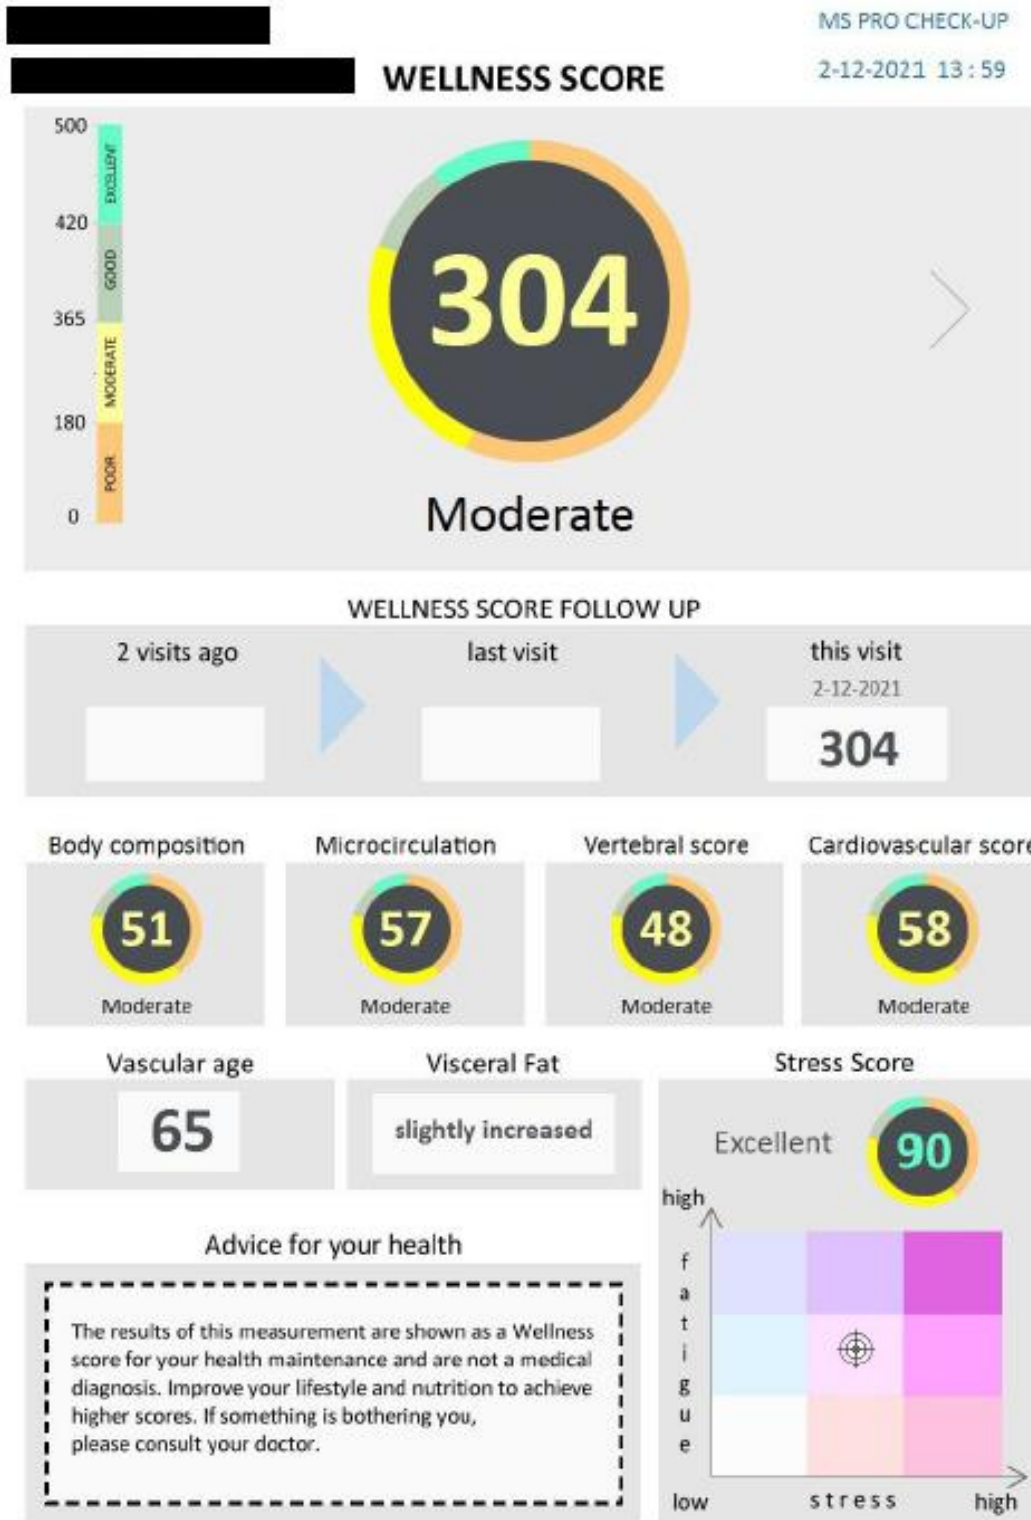 MS PRO CHECK-UP
WELLNESS SCORE
2-12-2021 13:59
500
EXCELLENT
420
GOOD
365
MODERATE
180
POOR
0
304
Moderate
WELLNESS SCORE FOLLOW UP
2 visits ago
last visit
this visit
2-12-2021
304
Body composition
51
Moderate
Microcirculation
57
Moderate
Vertebral score
48
Moderate
Cardiovascular score
58
Moderate
Vascular age
65
Visceral Fat
slightly increased
Stress Score
Excellent
90
high
fatigue
low
stress
high
Advice for your health
The results of this measurement are shown as a Wellness
score for your health maintenance and are not a medical
diagnosis. Improve your lifestyle and nutrition to achieve
higher scores. If something is bothering you,
please consult your doctor.